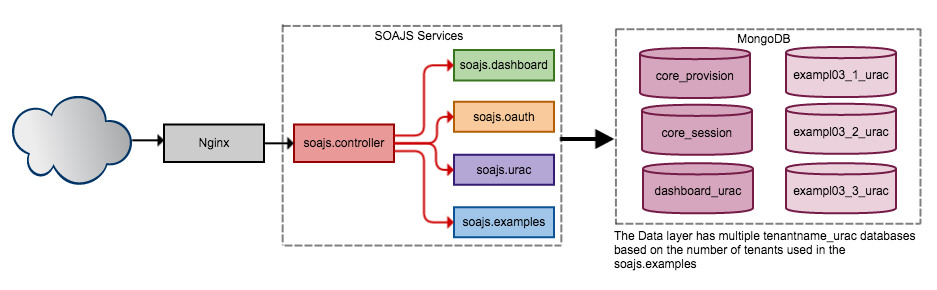 SOAJS Services
MongoDB
soajs.dashboard
core_provision
exampl03_1_urac
soajs.oauth
Nginx
soajs.controller
core_session
exampl03_2_urac
soajs.urac
dashboard_urac
exampl03_3_urac
soajs.examples
The Data layer has multiple tenantname_urac databases
based on the number of tenants used in the
soajs.examples